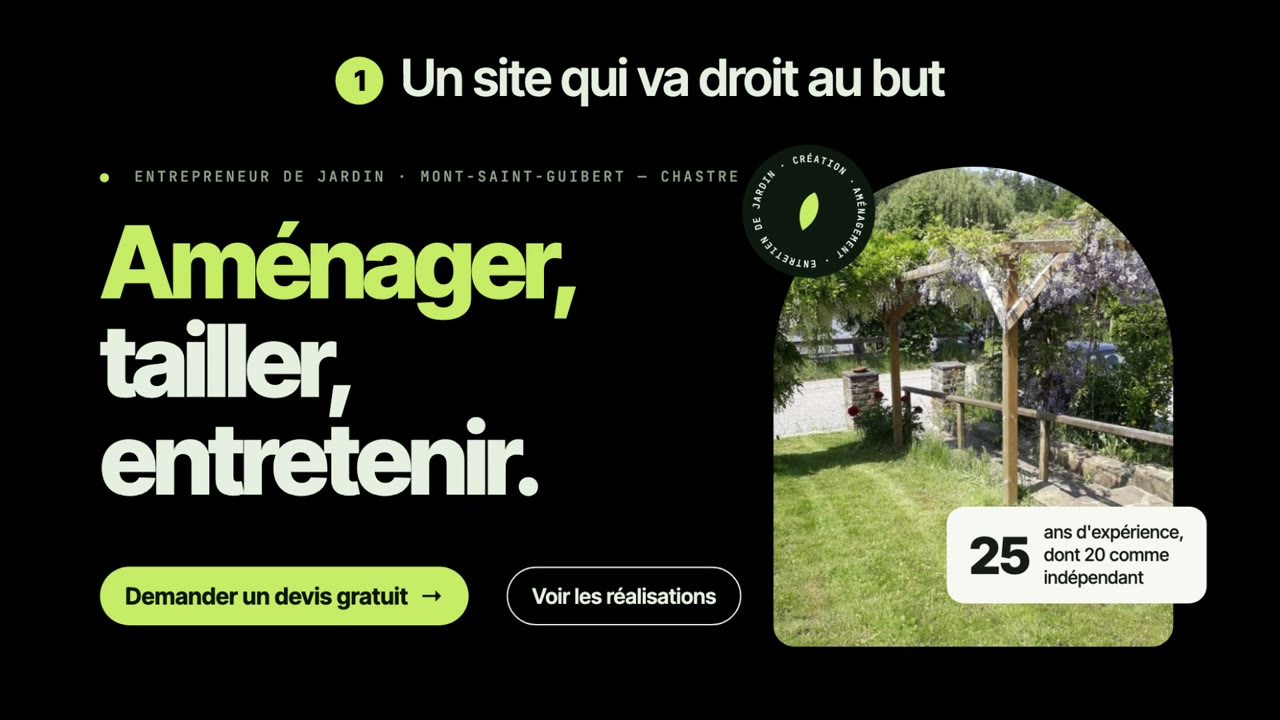 1 Un site qui va droit au but
ENTREPRENEUR DE JARDIN · MONT-SAINT-GUIBERT — CHASTRE
CRÉATION · AMÉNAGEMENT · ENTRETIEN DE JARDIN ·
Aménager,
tailler,
entretenir.
Demander un devis gratuit →
Voir les réalisations
25
ans d'expérience,
dont 20 comme
indépendant